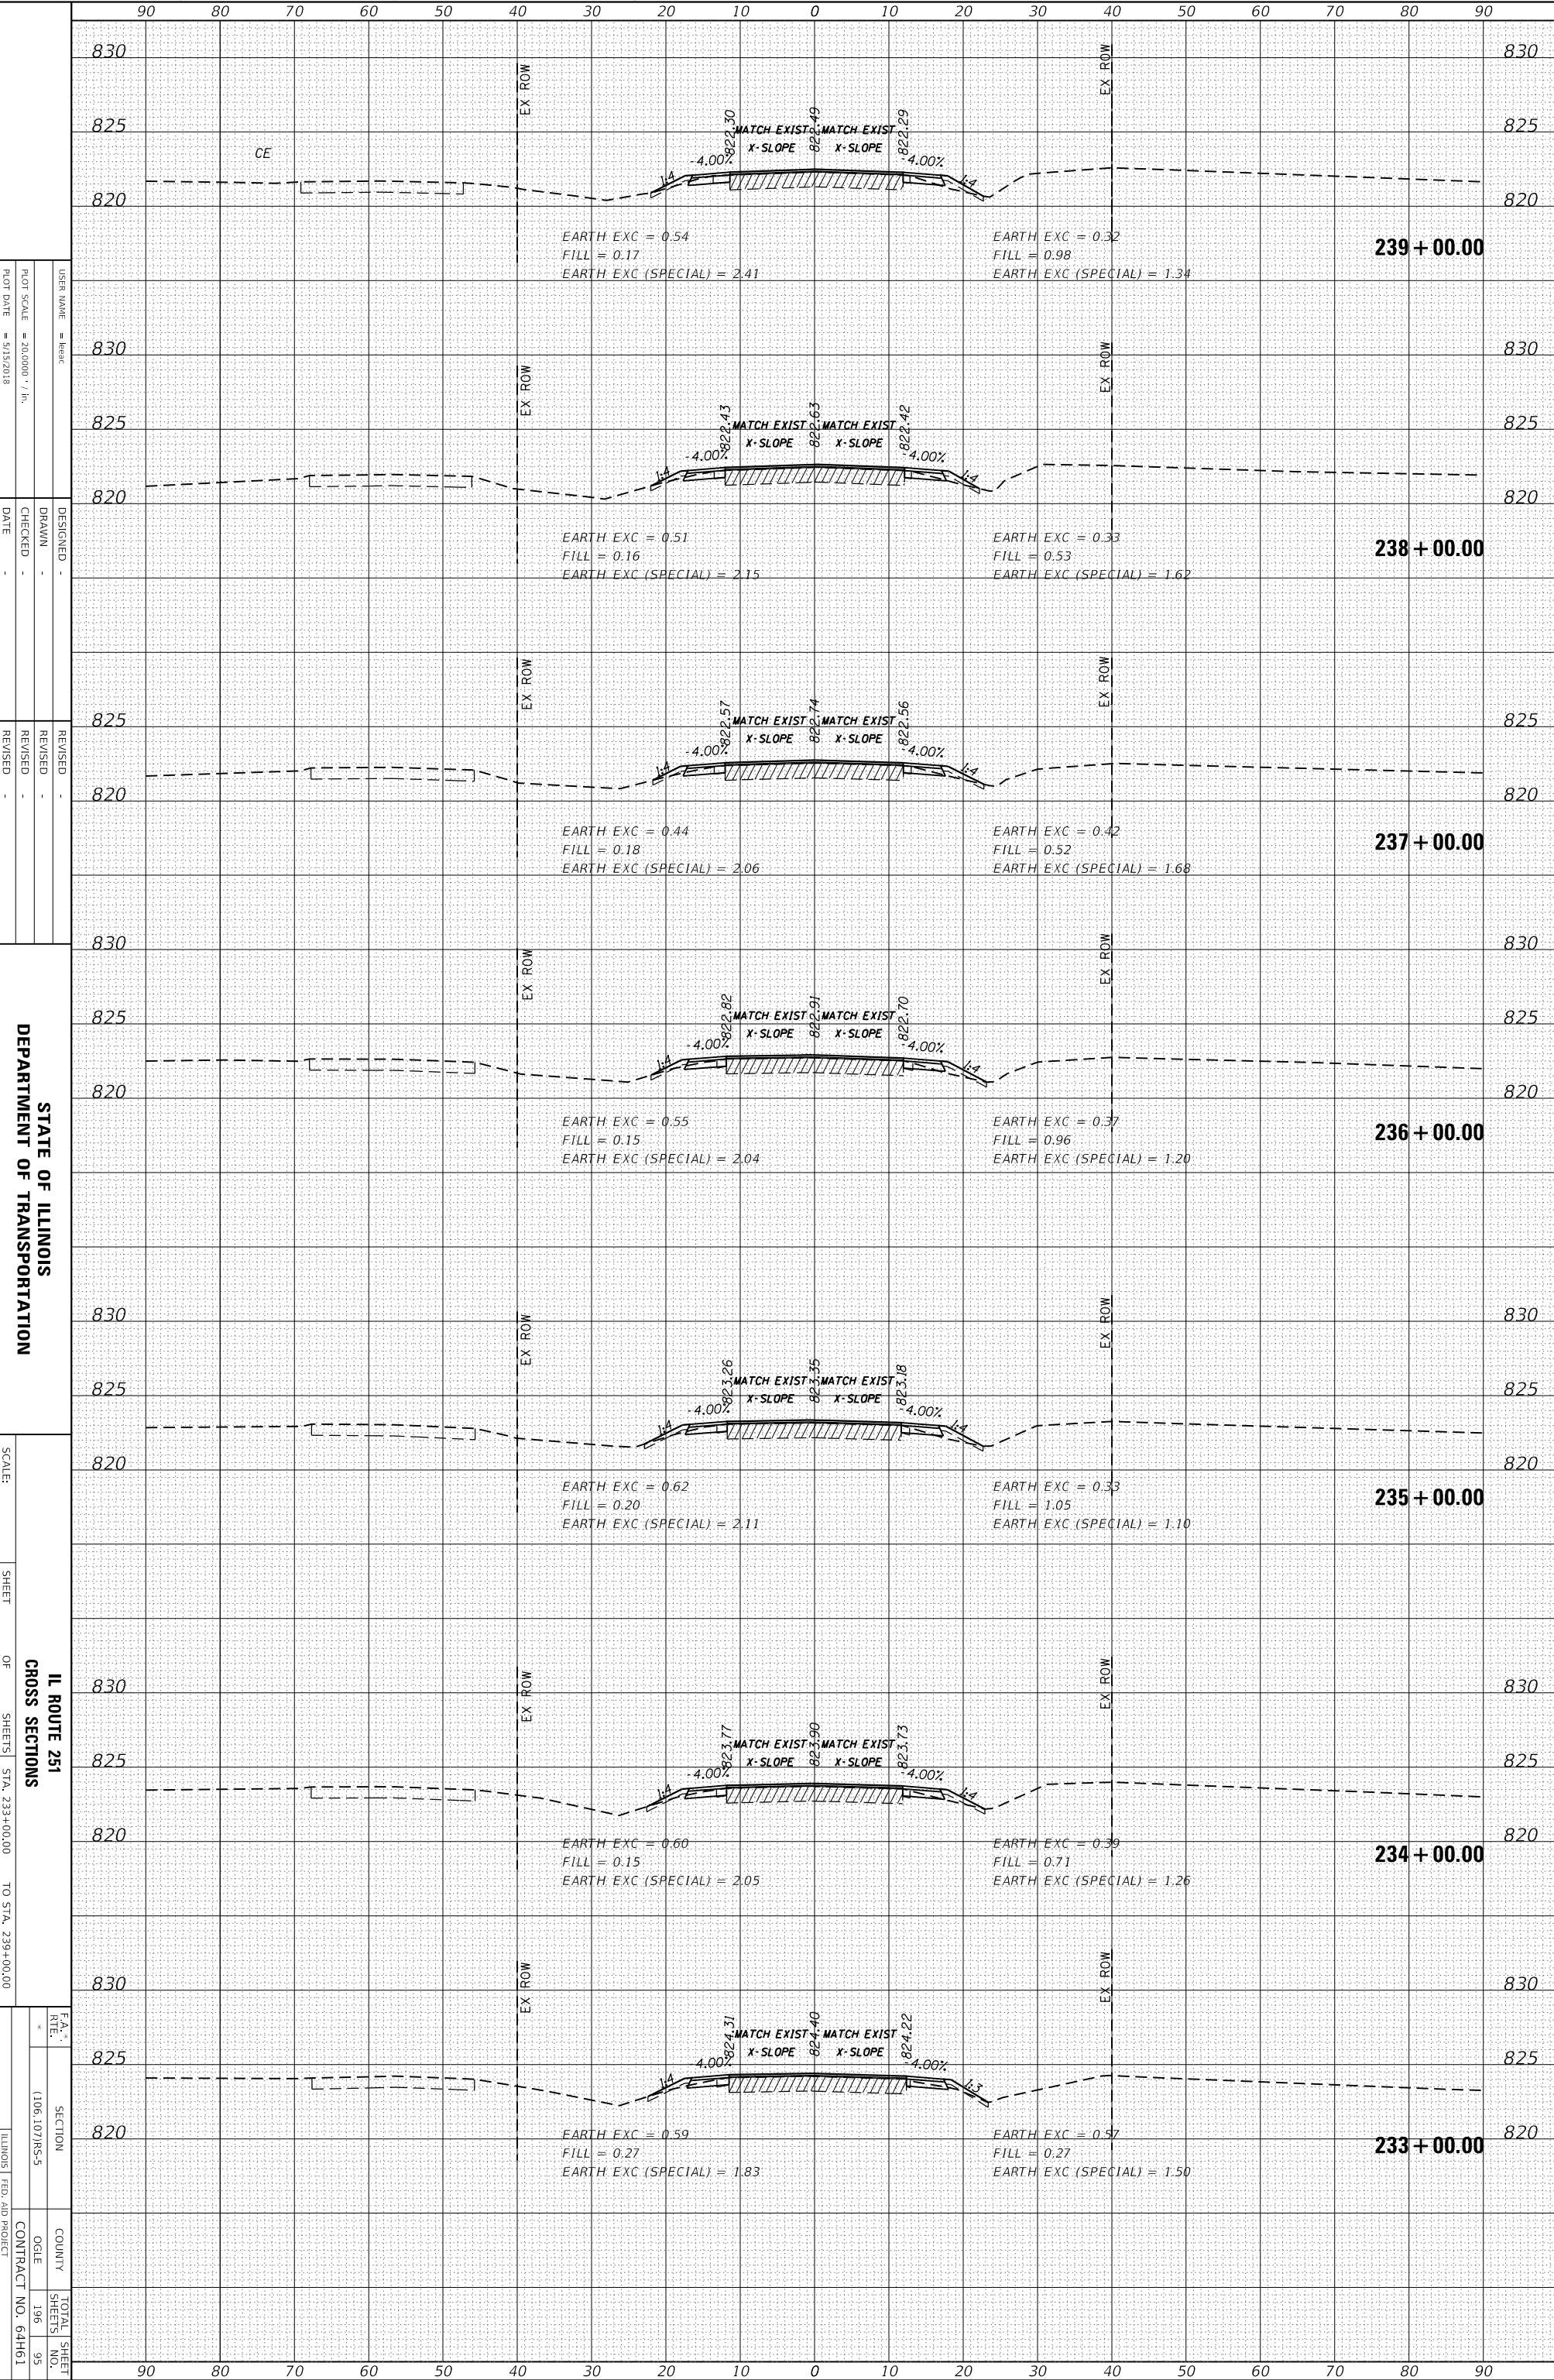 90 80 70 60 50 40 30 20 10 0 10 20 30 40 50 60 70 80 90
830 EX ROW EX ROW 830
825 CE 822.30 MATCH EXIST 822.49 MATCH EXIST 822.29 825
X-SLOPE X-SLOPE
-4.00% -4.00%
1:4 1:4
820 820
EARTH EXC = 0.54 EARTH EXC = 0.32
FILL = 0.17 FILL = 0.98 239+00.00
EARTH EXC (SPECIAL) = 2.41 EARTH EXC (SPECIAL) = 1.34
830 EX ROW EX ROW 830
825 822.43 MATCH EXIST 822.63 MATCH EXIST 822.42 825
X-SLOPE X-SLOPE
-4.00% -4.00%
1:4 1:4
820 820
EARTH EXC = 0.51 EARTH EXC = 0.33
FILL = 0.16 FILL = 0.53 238+00.00
EARTH EXC (SPECIAL) = 2.15 EARTH EXC (SPECIAL) = 1.62
EX ROW EX ROW
825 822.57 MATCH EXIST 822.74 MATCH EXIST 822.56 825
X-SLOPE X-SLOPE
-4.00% -4.00%
1:4 1:4
820 820
EARTH EXC = 0.44 EARTH EXC = 0.42
FILL = 0.18 FILL = 0.52 237+00.00
EARTH EXC (SPECIAL) = 2.06 EARTH EXC (SPECIAL) = 1.68
830 EX ROW EX ROW 830
825 822.82 MATCH EXIST 822.91 MATCH EXIST 822.70 825
X-SLOPE X-SLOPE
-4.00% -4.00%
1:4 1:4
820 820
EARTH EXC = 0.55 EARTH EXC = 0.37
FILL = 0.15 FILL = 0.96 236+00.00
EARTH EXC (SPECIAL) = 2.04 EARTH EXC (SPECIAL) = 1.20
830 EX ROW EX ROW 830
825 823.26 MATCH EXIST 823.35 MATCH EXIST 823.18 825
X-SLOPE X-SLOPE
-4.00% -4.00%
1:4 1:4
820 820
EARTH EXC = 0.62 EARTH EXC = 0.33
FILL = 0.20 FILL = 1.05 235+00.00
EARTH EXC (SPECIAL) = 2.11 EARTH EXC (SPECIAL) = 1.10
830 EX ROW EX ROW 830
825 823.77 MATCH EXIST 823.90 MATCH EXIST 823.73 825
X-SLOPE X-SLOPE
-4.00% -4.00%
1:4 1:4
820 820
EARTH EXC = 0.60 EARTH EXC = 0.39
FILL = 0.15 FILL = 0.71 234+00.00
EARTH EXC (SPECIAL) = 2.05 EARTH EXC (SPECIAL) = 1.26
830 EX ROW EX ROW 830
825 824.31 MATCH EXIST 824.40 MATCH EXIST 824.22 825
X-SLOPE X-SLOPE
-4.00% -4.00%
1:4 1:3
820 820
EARTH EXC = 0.59 EARTH EXC = 0.57
FILL = 0.27 FILL = 0.27 233+00.00
EARTH EXC (SPECIAL) = 1.83 EARTH EXC (SPECIAL) = 1.50
90 80 70 60 50 40 30 20 10 0 10 20 30 40 50 60 70 80 90
USER NAME = leeac
PLOT SCALE = 20.0000 ' / in.
PLOT DATE = 5/15/2018
DESIGNED -
DRAWN -
CHECKED -
DATE -
REVISED -
REVISED -
REVISED -
REVISED -
STATE OF ILLINOIS
DEPARTMENT OF TRANSPORTATION
IL ROUTE 251
CROSS SECTIONS
SCALE: SHEET OF SHEETS STA. 233+00.00 TO STA. 239+00.00
F.A. RTE. SECTION COUNTY TOTAL SHEETS SHEET NO.
* (106,107)RS-5 OGLE 196 95
CONTRACT NO. 64H61
ILLINOIS FED. AID PROJECT